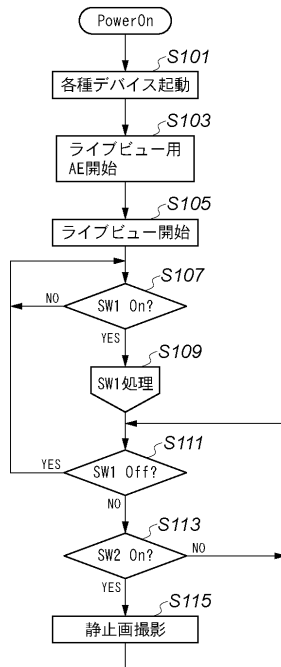 PowerOn
S101
各種デバイス起動
S103
ライブビュー用
AE開始
S105
ライブビュー開始
S107
SW1 On?
NO
YES
S109
SW1処理
S111
SW1 Off?
YES
NO
S113
SW2 On?
NO
YES
S115
静止画撮影